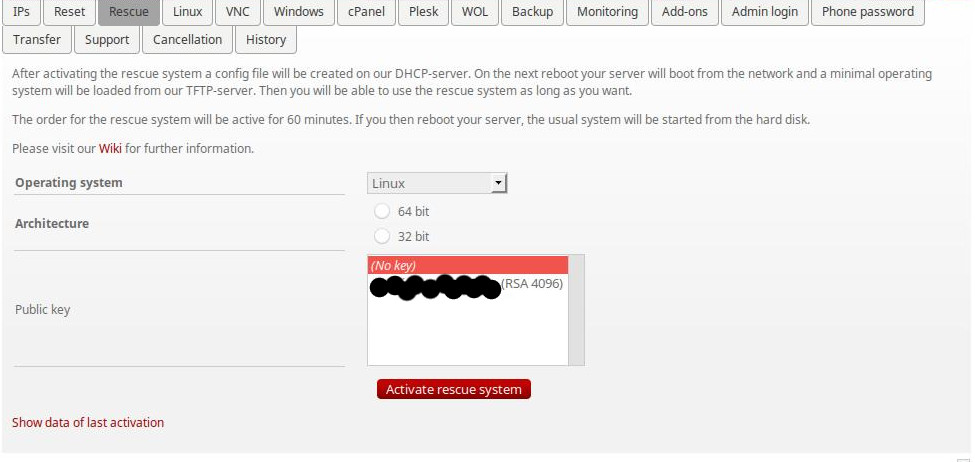 IPs Reset Rescue Linux VNC Windows cPanel Plesk WOL Backup Monitoring Add-ons Admin login Phone password
Transfer Support Cancellation History
After activating the rescue system a config file will be created on our DHCP-server. On the next reboot your server will boot from the network and a minimal operating
system will be loaded from our TFTP-server. Then you will be able to use the rescue system as long as you want.
The order for the rescue system will be active for 60 minutes. If you then reboot your server, the usual system will be started from the hard disk.
Please visit our Wiki for further information.
Operating system Linux
Architecture 64 bit
32 bit
(No key)
(RSA 4096)
Public key
Activate rescue system
Show data of last activation